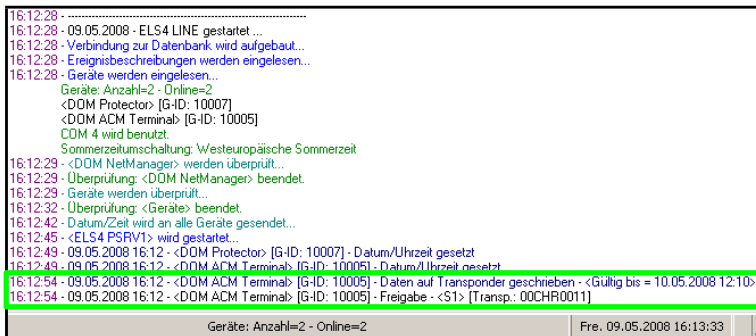 16:12:28 - ------------------------------------------------------------
16:12:28 - 09.05.2008 - ELS4 LINE gestartet ...
16:12:28 - Verbindung zur Datenbank wird aufgebaut...
16:12:28 - Ereignisbeschreibungen werden eingelesen...
16:12:28 - Geräte werden eingelesen...
Geräte: Anzahl=2 - Online=2
<DOM Protector> [G-ID: 10007]
<DOM ACM Terminal> [G-ID: 10005]
COM 4 wird benutzt.
Sommerzeitumschaltung: Westeuropäische Sommerzeit
16:12:29 - <DOM NetManager> werden überprüft...
16:12:29 - Überprüfung: <DOM NetManager> beendet.
16:12:29 - Geräte werden überprüft...
16:12:32 - Überprüfung: <Geräte> beendet.
16:12:42 - Datum/Zeit wird an alle Geräte gesendet...
16:12:45 - <ELS4 PSRV1> wird gestartet...
16:12:49 - 09.05.2008 16:12 - <DOM Protector> [G-ID: 10007] - Datum/Uhrzeit gesetzt
16:12:49 - 09.05.2008 16:12 - <DOM ACM Terminal> [G-ID: 10005] - Datum/Uhrzeit gesetzt
16:12:54 - 09.05.2008 16:12 - <DOM ACM Terminal> [G-ID: 10005] - Daten auf Transponder geschrieben - <Gültig bis = 10.05.2008 12:10>
16:12:54 - 09.05.2008 16:12 - <DOM ACM Terminal> [G-ID: 10005] - Freigabe - <S1> [Transp.: 00CHR0011]
Geräte: Anzahl=2 - Online=2 Fre. 09.05.2008 16:13:33